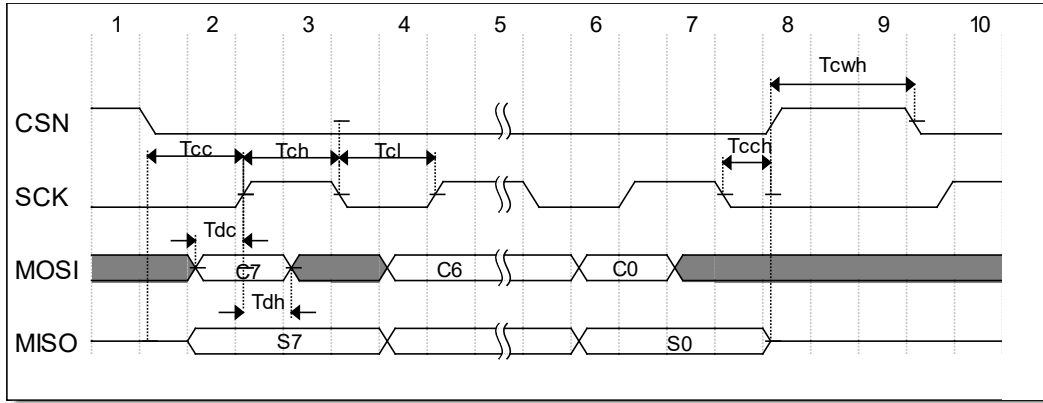 1 2 3 4 5 6 7 8 9 10
Tcwh
CSN
Tcc Tch Tcl Tcch
SCK
Tdc
MOSI C7 C6 C0
Tdh
MISO S7 S0